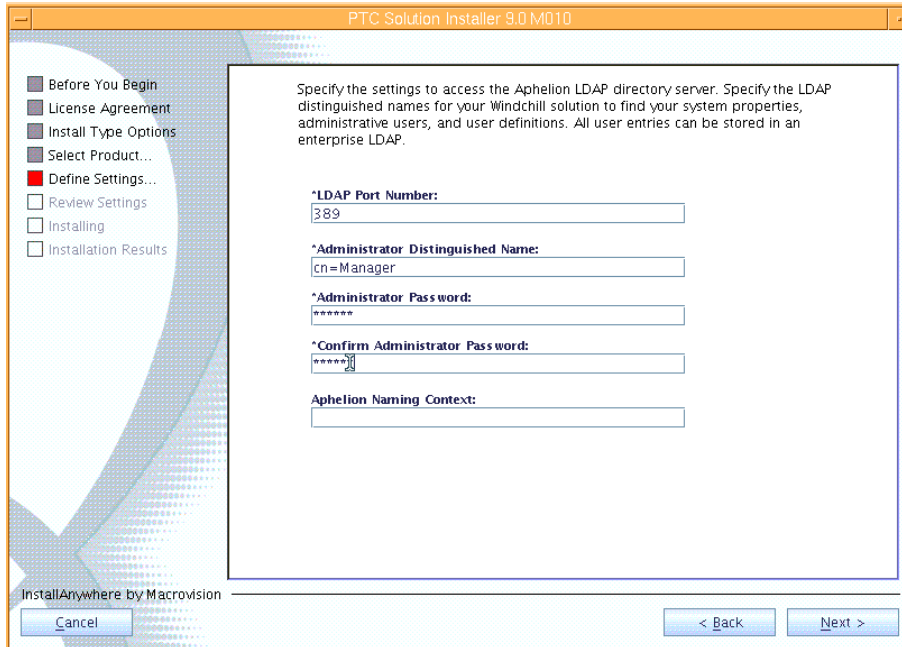 PTC Solution Installer 9.0 M010
Before You Begin
License Agreement
Install Type Options
Select Product...
Define Settings...
Review Settings
Installing
Installation Results
Specify the settings to access the Aphelion LDAP directory server. Specify the LDAP
distinguished names for your Windchill solution to find your system properties,
administrative users, and user definitions. All user entries can be stored in an
enterprise LDAP.
*LDAP Port Number:
389
*Administrator Distinguished Name:
cn=Manager
*Administrator Password:
******
*Confirm Administrator Password:
*****
Aphelion Naming Context:
InstallAnywhere by Macrovision
Cancel
< Back
Next >